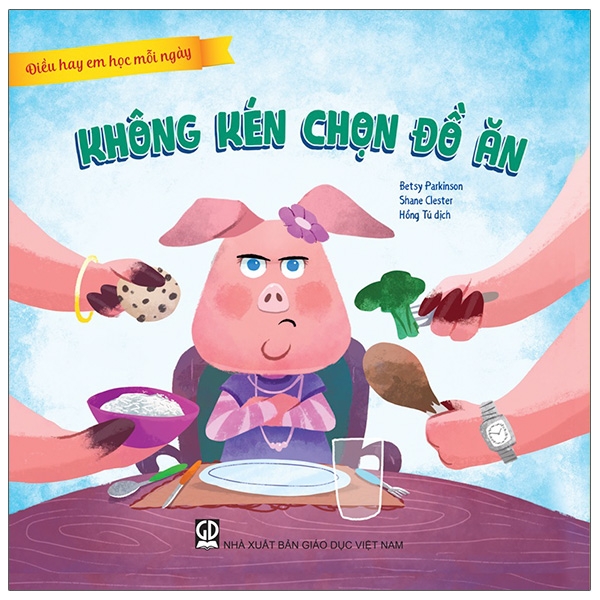 Điều hay em học mỗi ngày
KHÔNG KÉN CHỌN ĐỒ ĂN
Betsy Parkinson
Shane Clester
Hồng Tú dịch
GD
NHÀ XUẤT BẢN GIÁO DỤC VIỆT NAM